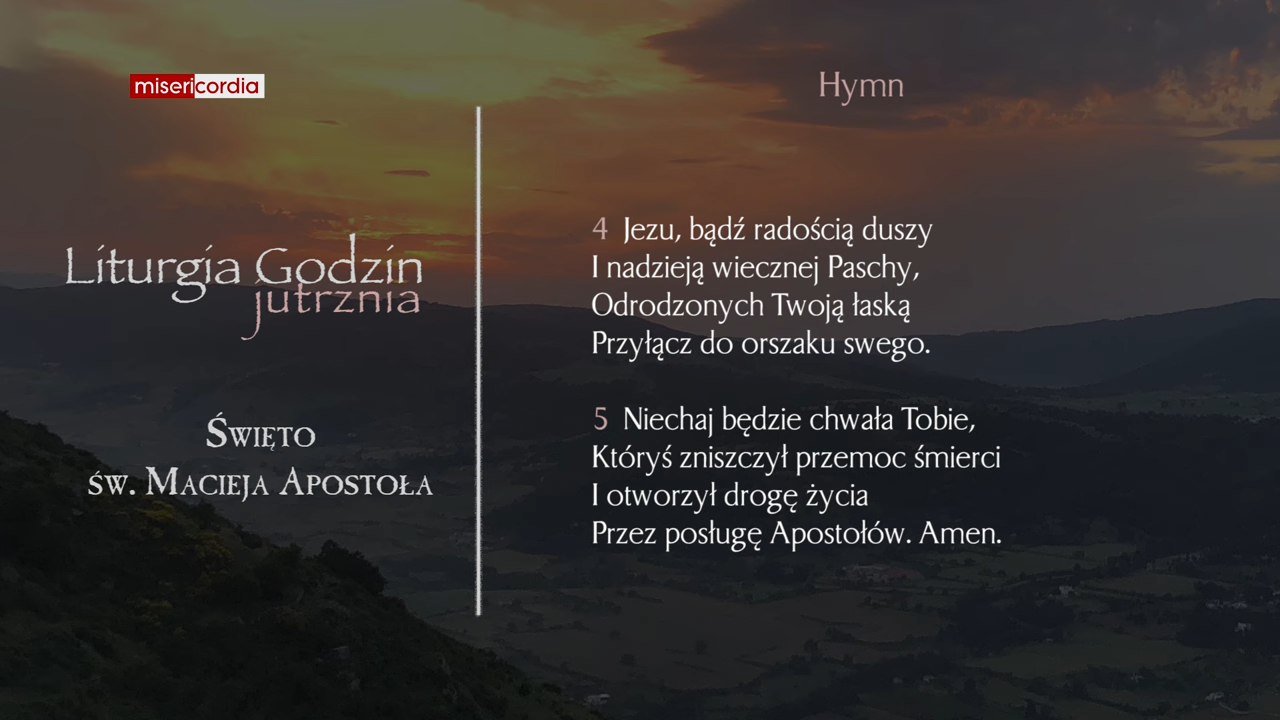 misericordia
Liturgia Godzin
jutrznia
Święto
św. Macieja Apostoła
Hymn
4 Jezu, bądź radością duszy
I nadzieją wiecznej Paschy,
Odrodzonych Twoją łaską
Przyłącz do orszaku swego.
5 Niechaj będzie chwała Tobie,
Któryś zniszczył przemoc śmierci
I otworzył drogę życia
Przez posługę Apostołów. Amen.